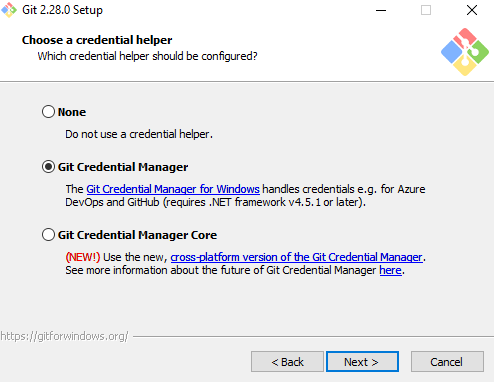 Git 2.28.0 Setup
Choose a credential helper
Which credential helper should be configured?
None
Do not use a credential helper.
Git Credential Manager
The Git Credential Manager for Windows handles credentials e.g. for Azure
DevOps and GitHub (requires .NET framework v4.5.1 or later).
Git Credential Manager Core
(NEW!) Use the new, cross-platform version of the Git Credential Manager.
See more information about the future of Git Credential Manager here.
https://gitforwindows.org/
< Back Next > Cancel